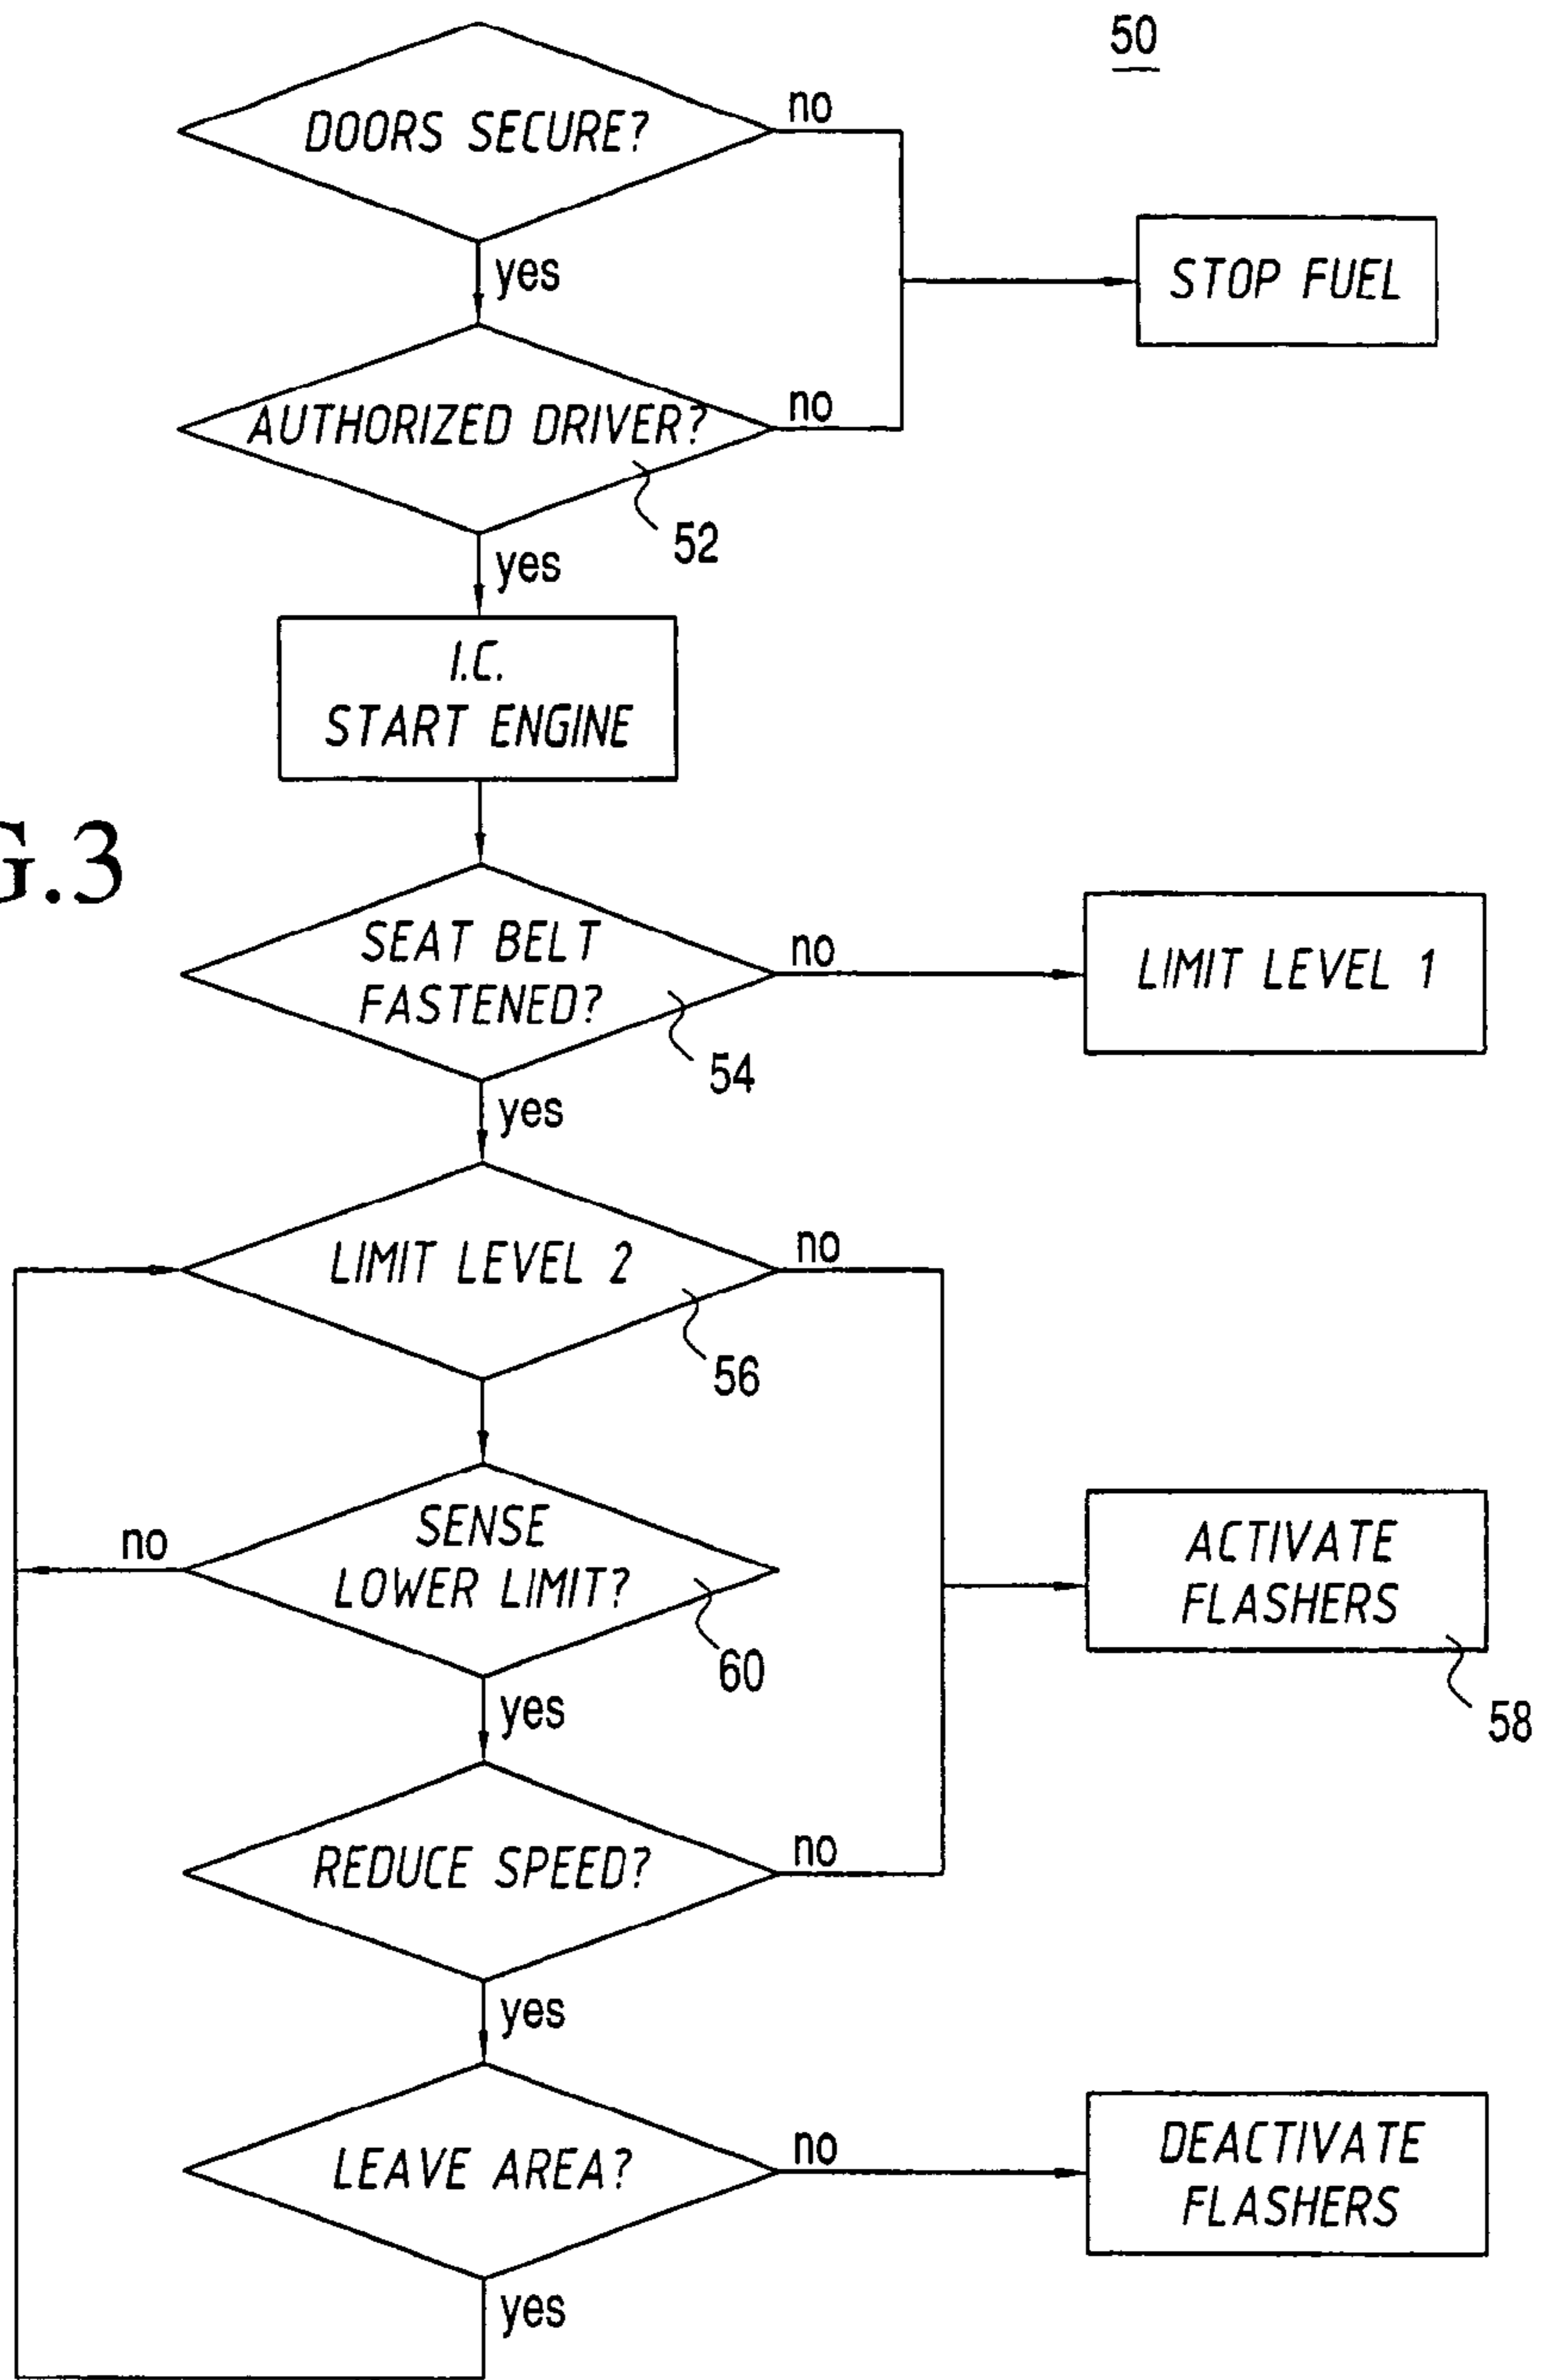 50
DOORS SECURE?
no
yes
STOP FUEL
AUTHORIZED DRIVER?
no
52
yes
I.C.
START ENGINE
G.3
SEAT BELT
FASTENED?
no
LIMIT LEVEL 1
54
yes
LIMIT LEVEL 2
no
56
SENSE
LOWER LIMIT?
no
60
ACTIVATE
FLASHERS
58
yes
REDUCE SPEED?
no
yes
LEAVE AREA?
no
DEACTIVATE
FLASHERS
yes